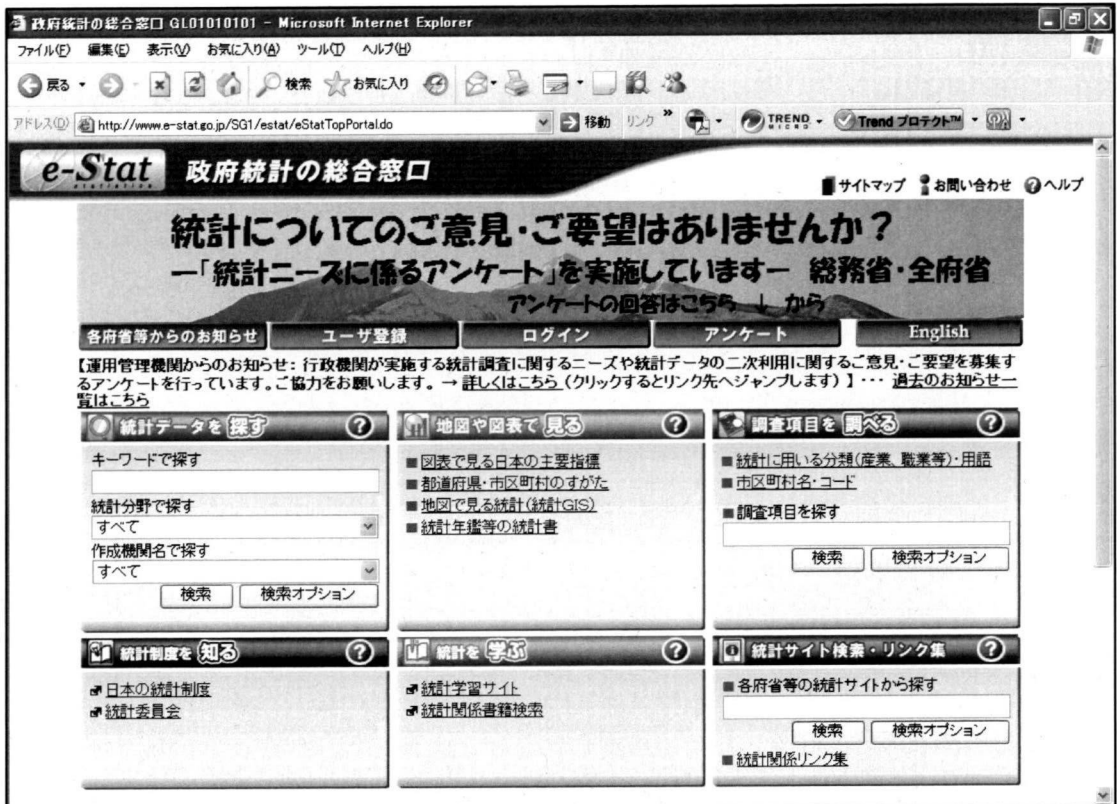 政府統計の総合窓口 GL01010101 - Microsoft Internet Explorer
ファイル(F) 編集(E) 表示(V) お気に入り(A) ツール(T) ヘルプ(H)
戻る 検索 お気に入り
アドレス(D) http://www.e-stat.go.jp/SG1/estat/eStatTopPortal.do 移動 リンク » TREND MICRO Trend プロテクト™
e-Stat 政府統計の総合窓口
statistics
サイトマップ お問い合わせ ヘルプ
統計についてのご意見・ご要望はありませんか？
ー「統計ニーズに係るアンケート」を実施していますー 総務省・全府省
アンケートの回答はこちら ↓ から
各府省等からのお知らせ ユーザ登録 ログイン アンケート English
【運用管理機関からのお知らせ： 行政機関が実施する統計調査に関するニーズや統計データの二次利用に関するご意見・ご要望を募集す
るアンケートを行っています。ご協力をお願いします。 → 詳しくはこちら （クリックするとリンク先へジャンプします）】 ・・・ 過去のお知らせ一
覧はこちら
統計データを 探す ?
キーワードで探す
統計分野で探す
すべて
作成機関名で探す
すべて
検索 検索オプション
地図や図表で 見る ?
■図表で見る日本の主要指標
■都道府県・市区町村のすがた
■地図で見る統計(統計GIS)
■統計年鑑等の統計書
調査項目を 調べる ?
■統計に用いる分類(産業、職業等)・用語
■市区町村名・コード
■調査項目を探す
検索 検索オプション
統計制度を 知る ?
日本の統計制度
統計委員会
統計を 学ぶ ?
統計学習サイト
統計関係書籍検索
統計サイト検索・リンク集 ?
■各府省等の統計サイトから探す
検索 検索オプション
■統計関係リンク集